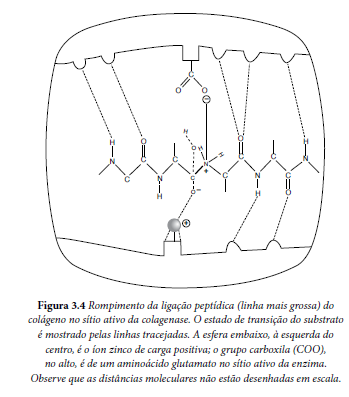 C
O
O
⊖
H
O
H
O
H
H
O
H
N
C
C
C
N
C
C
C
N
+
C
N
C
N
H
O⁻
H
O
⊕
Figura 3.4 Rompimento da ligação peptídica (linha mais grossa) do
colágeno no sítio ativo da colagenase. O estado de transição do substrato
é mostrado pelas linhas tracejadas. A esfera embaixo, à esquerda do
centro, é o íon zinco de carga positiva; o grupo carboxila (COO),
no alto, é de um aminoácido glutamato no sítio ativo da enzima.
Observe que as distâncias moleculares não estão desenhadas em escala.